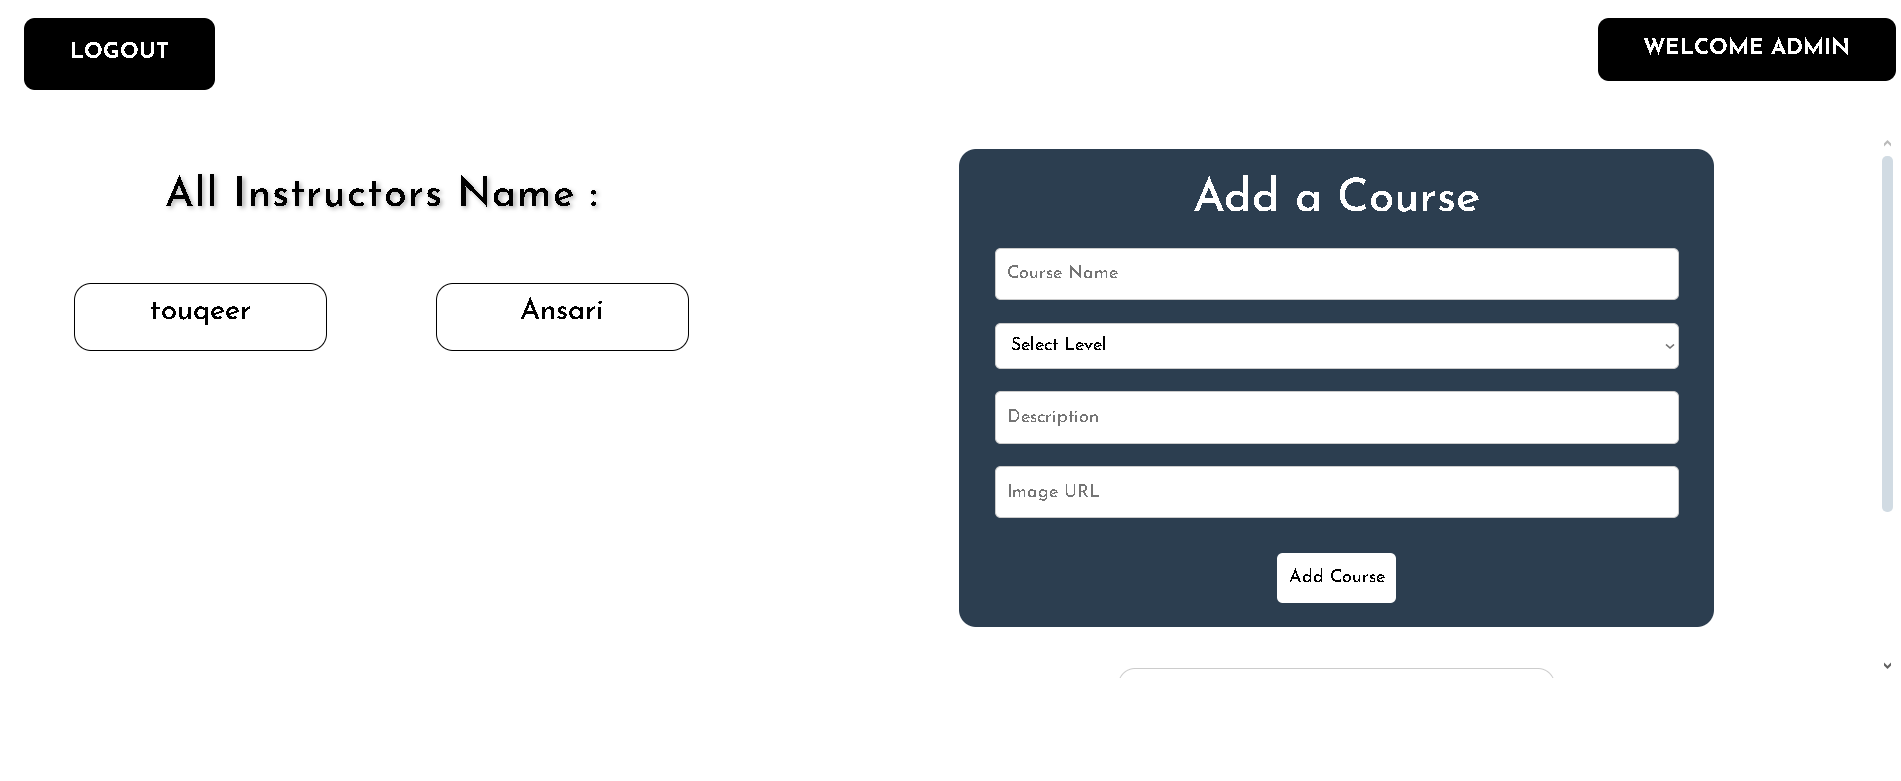 LOGOUT
WELCOME ADMIN
All Instructors Name :
touqeer
Ansari
Add a Course
Course Name
Select Level
Description
Image URL
Add Course